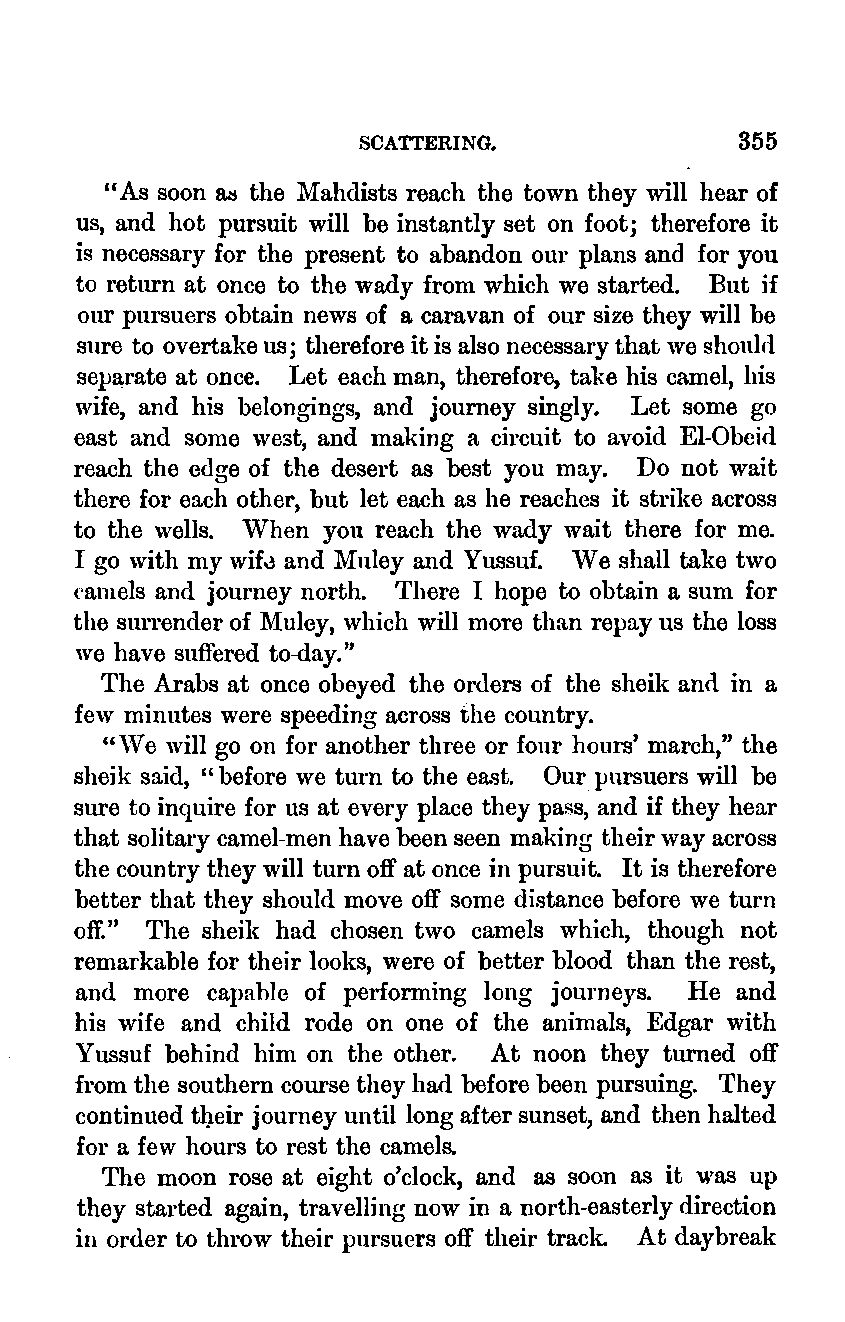 SCATTERING. 355
"As soon as the Mahdists reach the town they will hear of
us, and hot pursuit will be instantly set on foot; therefore it
is necessary for the present to abandon our plans and for you
to return at once to the wady from which we started. But if
our pursuers obtain news of a caravan of our size they will be
sure to overtake us; therefore it is also necessary that we should
separate at once. Let each man, therefore, take his camel, his
wife, and his belongings, and journey singly. Let some go
east and some west, and making a circuit to avoid El-Obeid
reach the edge of the desert as best you may. Do not wait
there for each other, but let each as he reaches it strike across
to the wells. When you reach the wady wait there for me.
I go with my wife and Muley and Yussuf. We shall take two
camels and journey north. There I hope to obtain a sum for
the surrender of Muley, which will more than repay us the loss
we have suffered to-day."
The Arabs at once obeyed the orders of the sheik and in a
few minutes were speeding across the country.
"We will go on for another three or four hours' march," the
sheik said, "before we turn to the east. Our pursuers will be
sure to inquire for us at every place they pass, and if they hear
that solitary camel-men have been seen making their way across
the country they will turn off at once in pursuit. It is therefore
better that they should move off some distance before we turn
off." The sheik had chosen two camels which, though not
remarkable for their looks, were of better blood than the rest,
and more capable of performing long journeys. He and
his wife and child rode on one of the animals, Edgar with
Yussuf behind him on the other. At noon they turned off
from the southern course they had before been pursuing. They
continued their journey until long after sunset, and then halted
for a few hours to rest the camels.
The moon rose at eight o'clock, and as soon as it was up
they started again, travelling now in a north-easterly direction
in order to throw their pursuers off their track. At daybreak